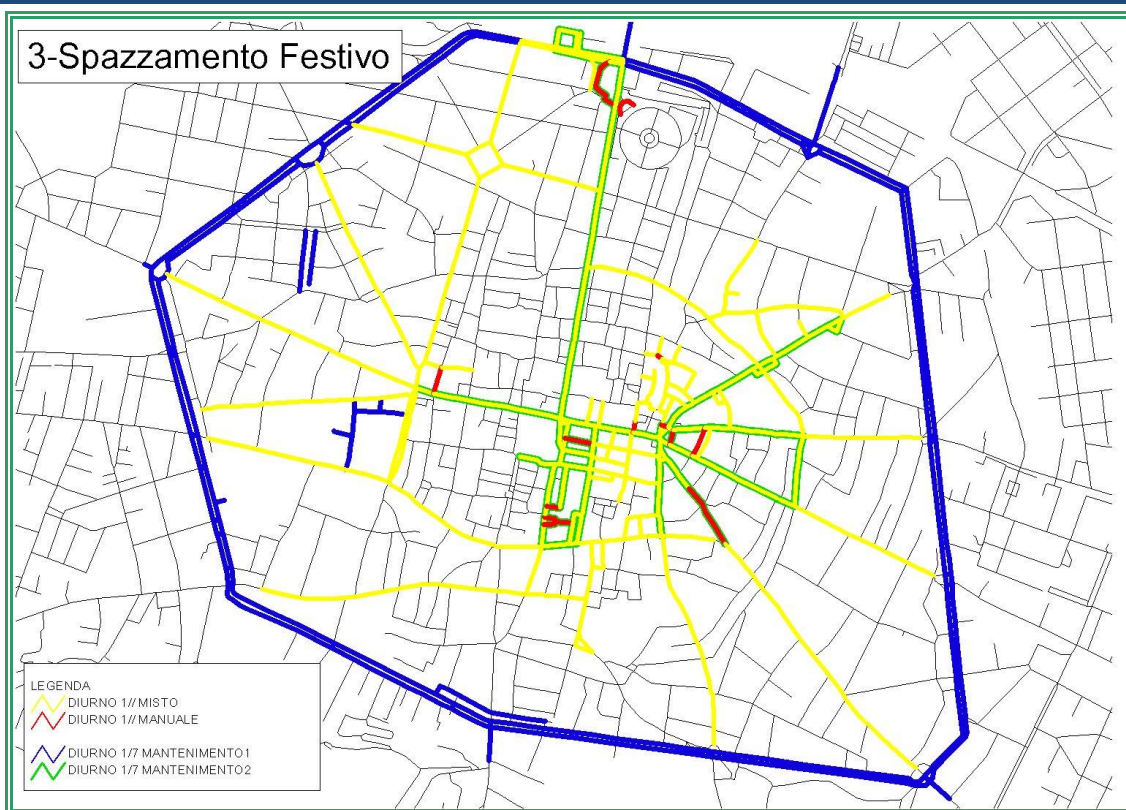 3-Spazzamento Festivo
LEGENDA
DIURNO 1// MISTO
DIURNO 1// MANUALE
DIURNO 1/7 MANTENIMENTO1
DIURNO 1/7 MANTENIMENTO2